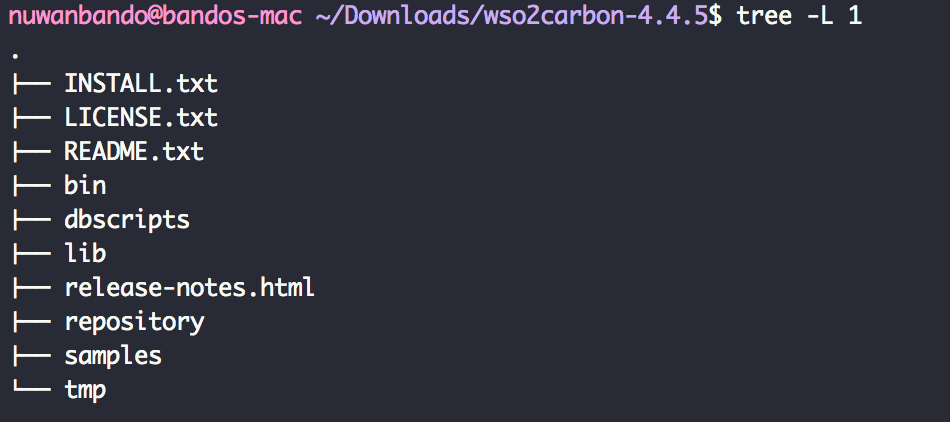 nuwanbando@bandos-mac ~/Downloads/wso2carbon-4.4.5$ tree -L 1
.
├── INSTALL.txt
├── LICENSE.txt
├── README.txt
├── bin
├── dbscripts
├── lib
├── release-notes.html
├── repository
├── samples
└── tmp